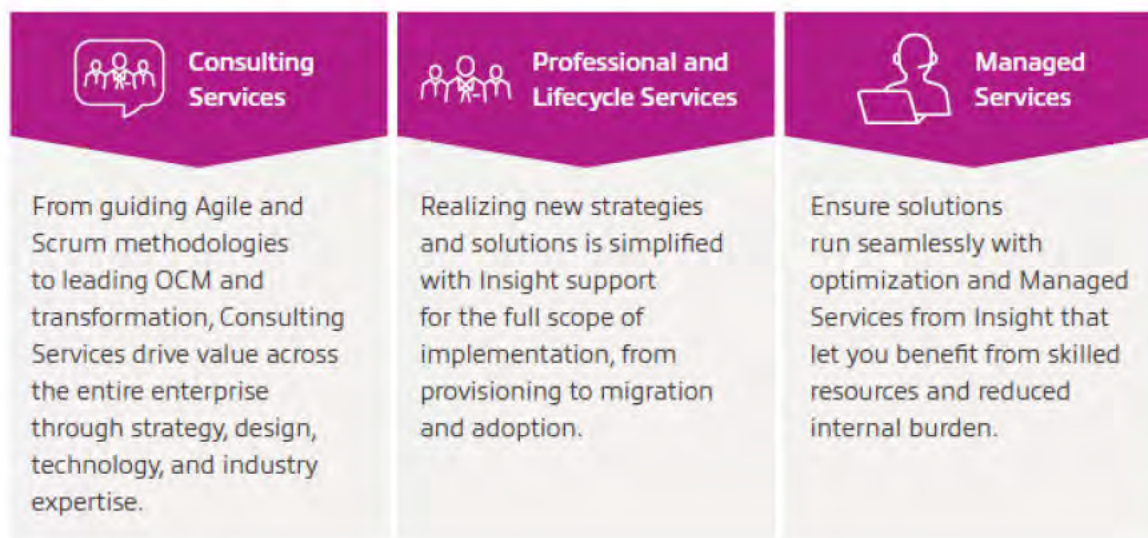 Consulting
Services
From guiding Agile and
Scrum methodologies
to leading OCM and
transformation, Consulting
Services drive value across
the entire enterprise
through strategy, design,
technology, and industry
expertise.
Professional and
Lifecycle Services
Realizing new strategies
and solutions is simplified
with Insight support
for the full scope of
implementation, from
provisioning to migration
and adoption.
Managed
Services
Ensure solutions
run seamlessly with
optimization and Managed
Services from Insight that
let you benefit from skilled
resources and reduced
internal burden.